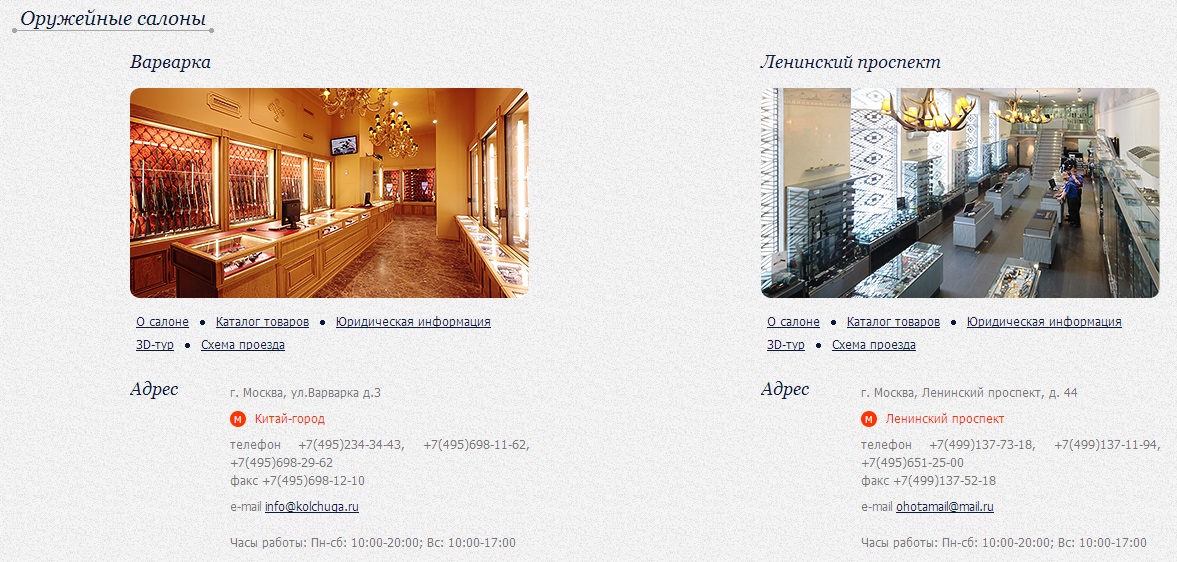 Оружейные салоны
Варварка
О салоне • Каталог товаров • Юридическая информация
3D-тур • Схема проезда
Адрес
г. Москва, ул.Варварка д.3
М Китай-город
телефон +7(495)234-34-43, +7(495)698-11-62,
+7(495)698-29-62
факс +7(495)698-12-10
e-mail info@kolchuga.ru
Часы работы: Пн-сб: 10:00-20:00; Вс: 10:00-17:00
Ленинский проспект
О салоне • Каталог товаров • Юридическая информация
3D-тур • Схема проезда
Адрес
г. Москва, Ленинский проспект, д. 44
М Ленинский проспект
телефон +7(499)137-73-18, +7(499)137-11-94,
+7(495)651-25-00
факс +7(499)137-52-18
e-mail ohotamail@mail.ru
Часы работы: Пн-сб: 10:00-20:00; Вс: 10:00-17:00